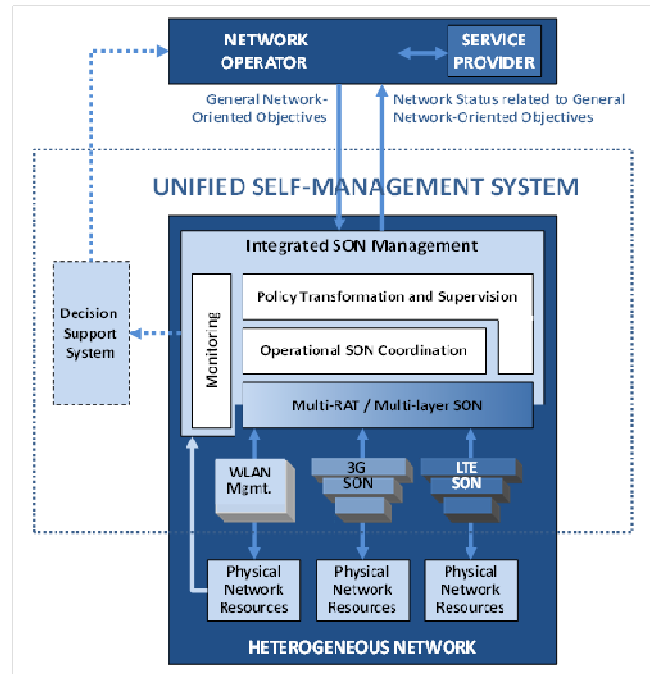 NETWORK
OPERATOR
SERVICE
PROVIDER
General Network-
Oriented Objectives
Network Status related to General
Network-Oriented Objectives
UNIFIED SELF-MANAGEMENT SYSTEM
Integrated SON Management
Decision
Support
System
Monitoring
Policy Transformation and Supervision
Operational SON Coordination
Multi-RAT / Multi-layer SON
WLAN
Mgmt.
3G
SON
LTE
SON
Physical
Network
Resources
Physical
Network
Resources
Physical
Network
Resources
HETEROGENEOUS NETWORK